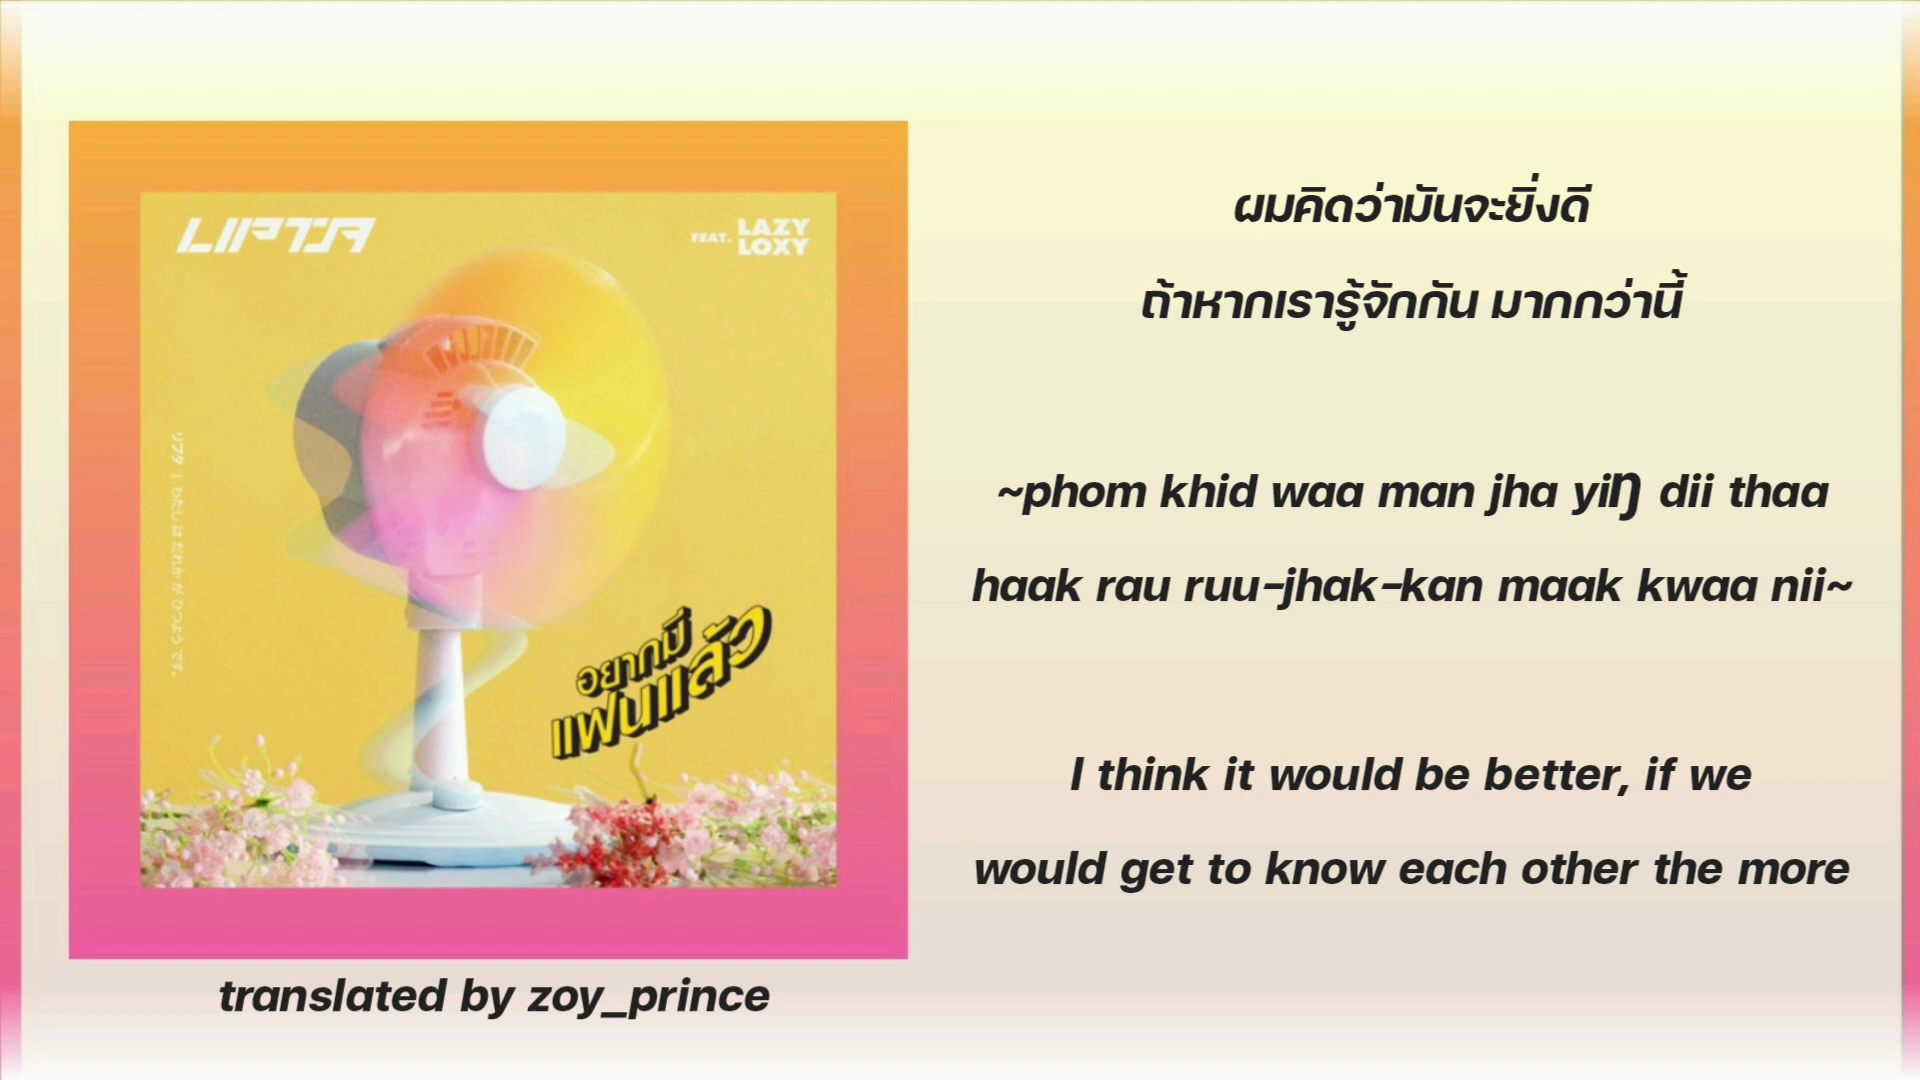 LIPTA
FEAT. LAZY
LOXY
อยากมี
แฟนแล้ว
translated by zoy_prince
ผมคิดว่ามันจะยิ่งดี
ถ้าหากเรารู้จักกัน มากกว่านี้
~phom khid waa man jha yiŋ dii thaa
haak rau ruu-jhak-kan maak kwaa nii~
I think it would be better, if we
would get to know each other the more